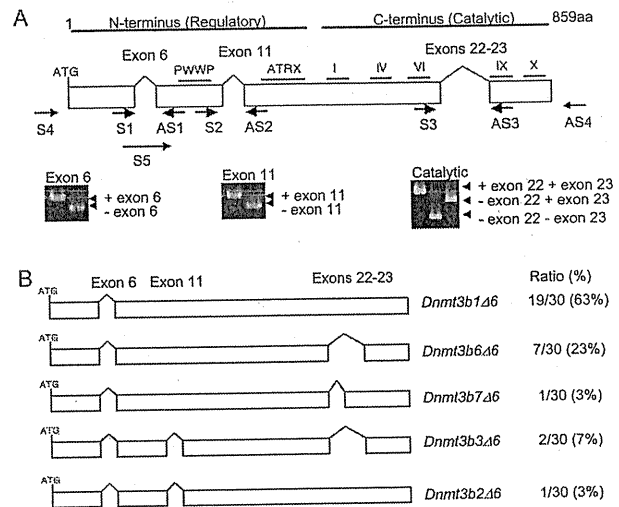 A
1
N-terminus (Regulatory)
C-terminus (Catalytic)
859aa
Exon 6
Exon 11
Exons 22-23
ATG
PWWP
ATRX
I
IV
VI
IX
X
S4
S1
AS1
S2
AS2
S3
AS3
AS4
S5
Exon 6
+ exon 6
- exon 6
Exon 11
+ exon 11
- exon 11
Catalytic
+ exon 22 + exon 23
- exon 22 + exon 23
- exon 22 - exon 23
B
Exon 6
Exon 11
Exons 22-23
Ratio (%)
ATG
Dnmt3b1Δ6
19/30 (63%)
ATG
Dnmt3b6Δ6
7/30 (23%)
ATG
Dnmt3b7Δ6
1/30 (3%)
ATG
Dnmt3b3Δ6
2/30 (7%)
ATG
Dnmt3b2Δ6
1/30 (3%)